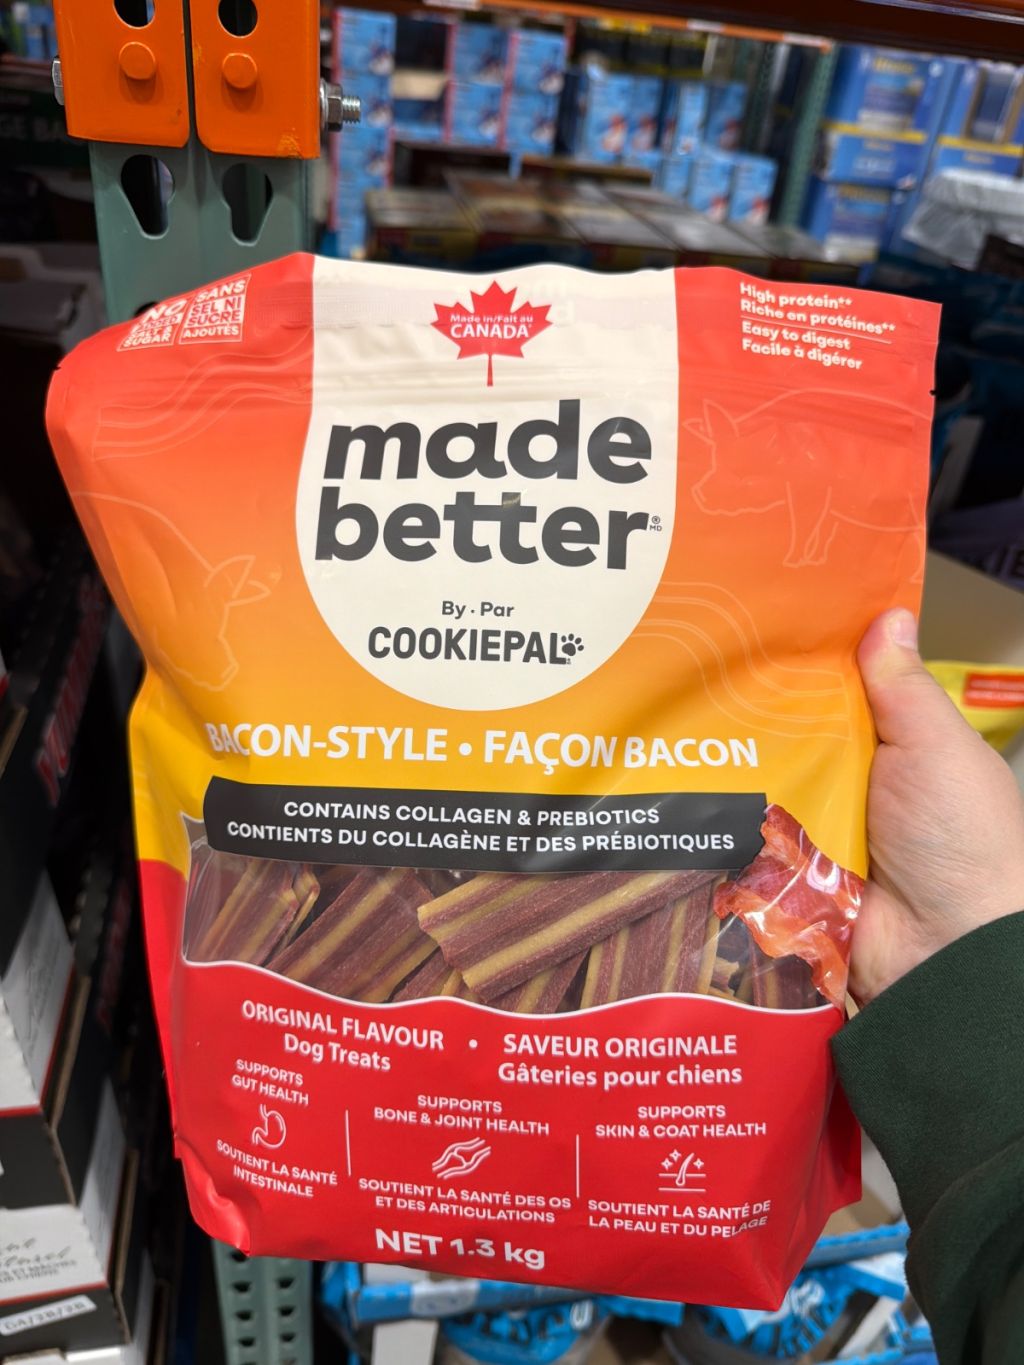 NO
ADDED
SALT &
SUGAR
SANS
SEL NI
SUCRE
AJOUTÉS
Made in/Fait au
CANADA
High protein**
Riche en protéines**
Easy to digest
Facile à digérer
made
better
® MD
By · Par
COOKIEPAL
BACON-STYLE • FAÇON BACON
CONTAINS COLLAGEN & PREBIOTICS
CONTIENTS DU COLLAGÈNE ET DES PRÉBIOTIQUES
ORIGINAL FLAVOUR • SAVEUR ORIGINALE
Dog Treats
Gâteries pour chiens
SUPPORTS
GUT HEALTH
SOUTIENT LA SANTÉ
INTESTINALE
SUPPORTS
BONE & JOINT HEALTH
SOUTIENT LA SANTÉ DES OS
ET DES ARTICULATIONS
SUPPORTS
SKIN & COAT HEALTH
SOUTIENT LA SANTÉ DE
LA PEAU ET DU PELAGE
NET 1.3 kg